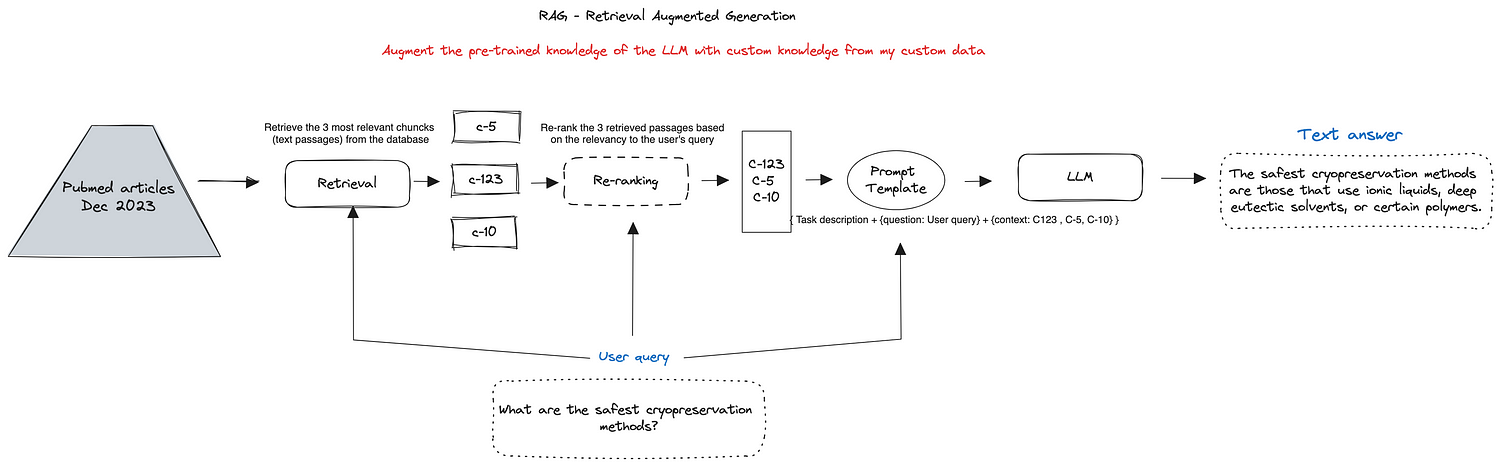 RAG - Retrieval Augmented Generation
Augment the pre-trained knowledge of the LLM with custom knowledge from my custom data
Pubmed articles
Dec 2023
Retrieve the 3 most relevant chuncks
(text passages) from the database
Retrieval
c-5
c-123
c-10
Re-rank the 3 retrieved passages based
on the relevancy to the user's query
Re-ranking
C-123
C-5
C-10
Prompt
Template
{ Task description + {question: User query} + {context: C123 , C-5, C-10} }
LLM
Text answer
The safest cryopreservation methods
are those that use ionic liquids, deep
eutectic solvents, or certain polymers.
User query
What are the safest cryopreservation
methods?